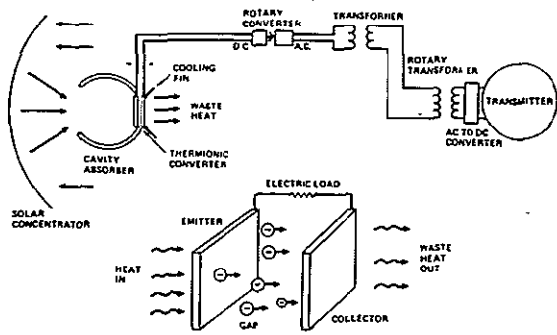 TRANSFORMER
ROTARY
CONVERTER
D.C.
A.C.
COOLING
FIN
ROTARY
TRANSFORMER
TRANSMITTER
WASTE
HEAT
AC TO DC
CONVERTER
CAVITY
ABSORBER
THERMIONIC
CONVERTER
SOLAR
CONCENTRATOR
ELECTRIC LOAD
EMITTER
HEAT
IN
WASTE
HEAT
OUT
GAP
COLLECTOR